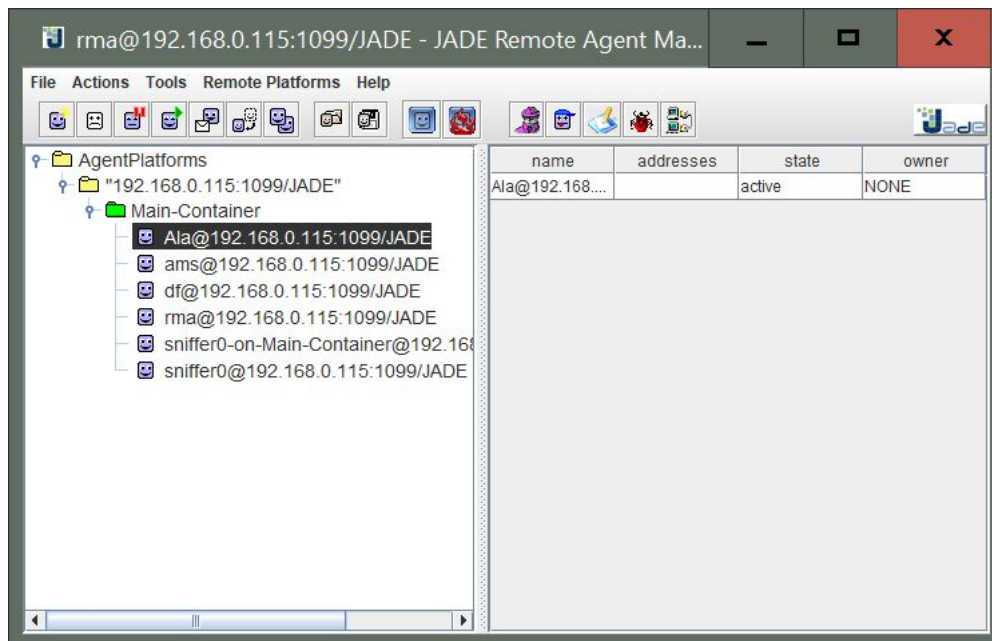 rma@192.168.0.115:1099/JADE - JADE Remote Agent Ma...
File Actions Tools Remote Platforms Help
Jade
AgentPlatforms
"192.168.0.115:1099/JADE"
Main-Container
Ala@192.168.0.115:1099/JADE
ams@192.168.0.115:1099/JADE
df@192.168.0.115:1099/JADE
rma@192.168.0.115:1099/JADE
sniffer0-on-Main-Container@192.168
sniffer0@192.168.0.115:1099/JADE
name addresses state owner
Ala@192.168.... active NONE